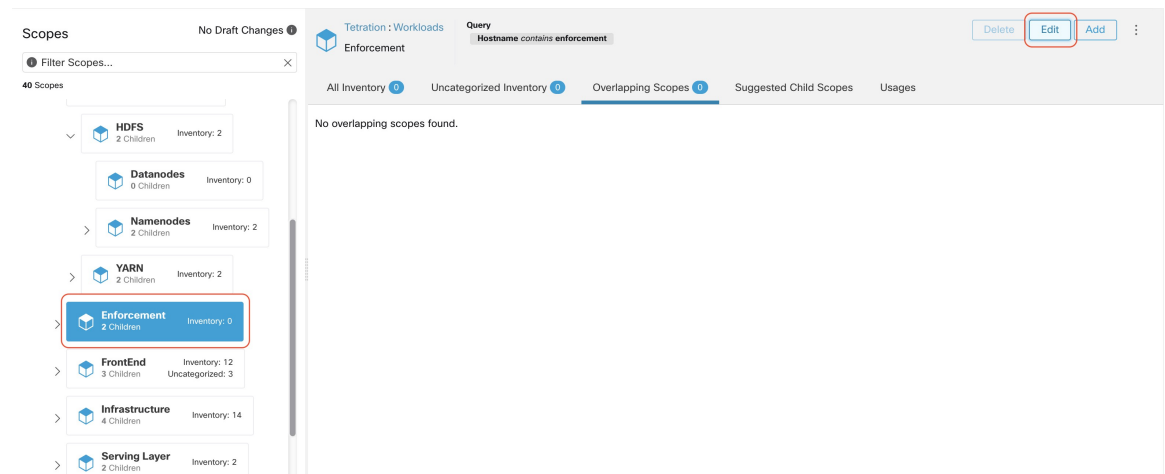 Scopes
No Draft Changes
Filter Scopes...
40 Scopes
HDFS
2 Children
Inventory: 2
Datanodes
0 Children
Inventory: 0
Namenodes
2 Children
Inventory: 2
YARN
2 Children
Inventory: 2
Enforcement
2 Children
Inventory: 0
FrontEnd
3 Children
Inventory: 12
Uncategorized: 3
Infrastructure
4 Children
Inventory: 14
Serving Layer
2 Children
Inventory: 2
Tetration : Workloads
Enforcement
Query
Hostname contains enforcement
Delete Edit Add
All Inventory 0 Uncategorized Inventory 0 Overlapping Scopes 0 Suggested Child Scopes Usages
No overlapping scopes found.